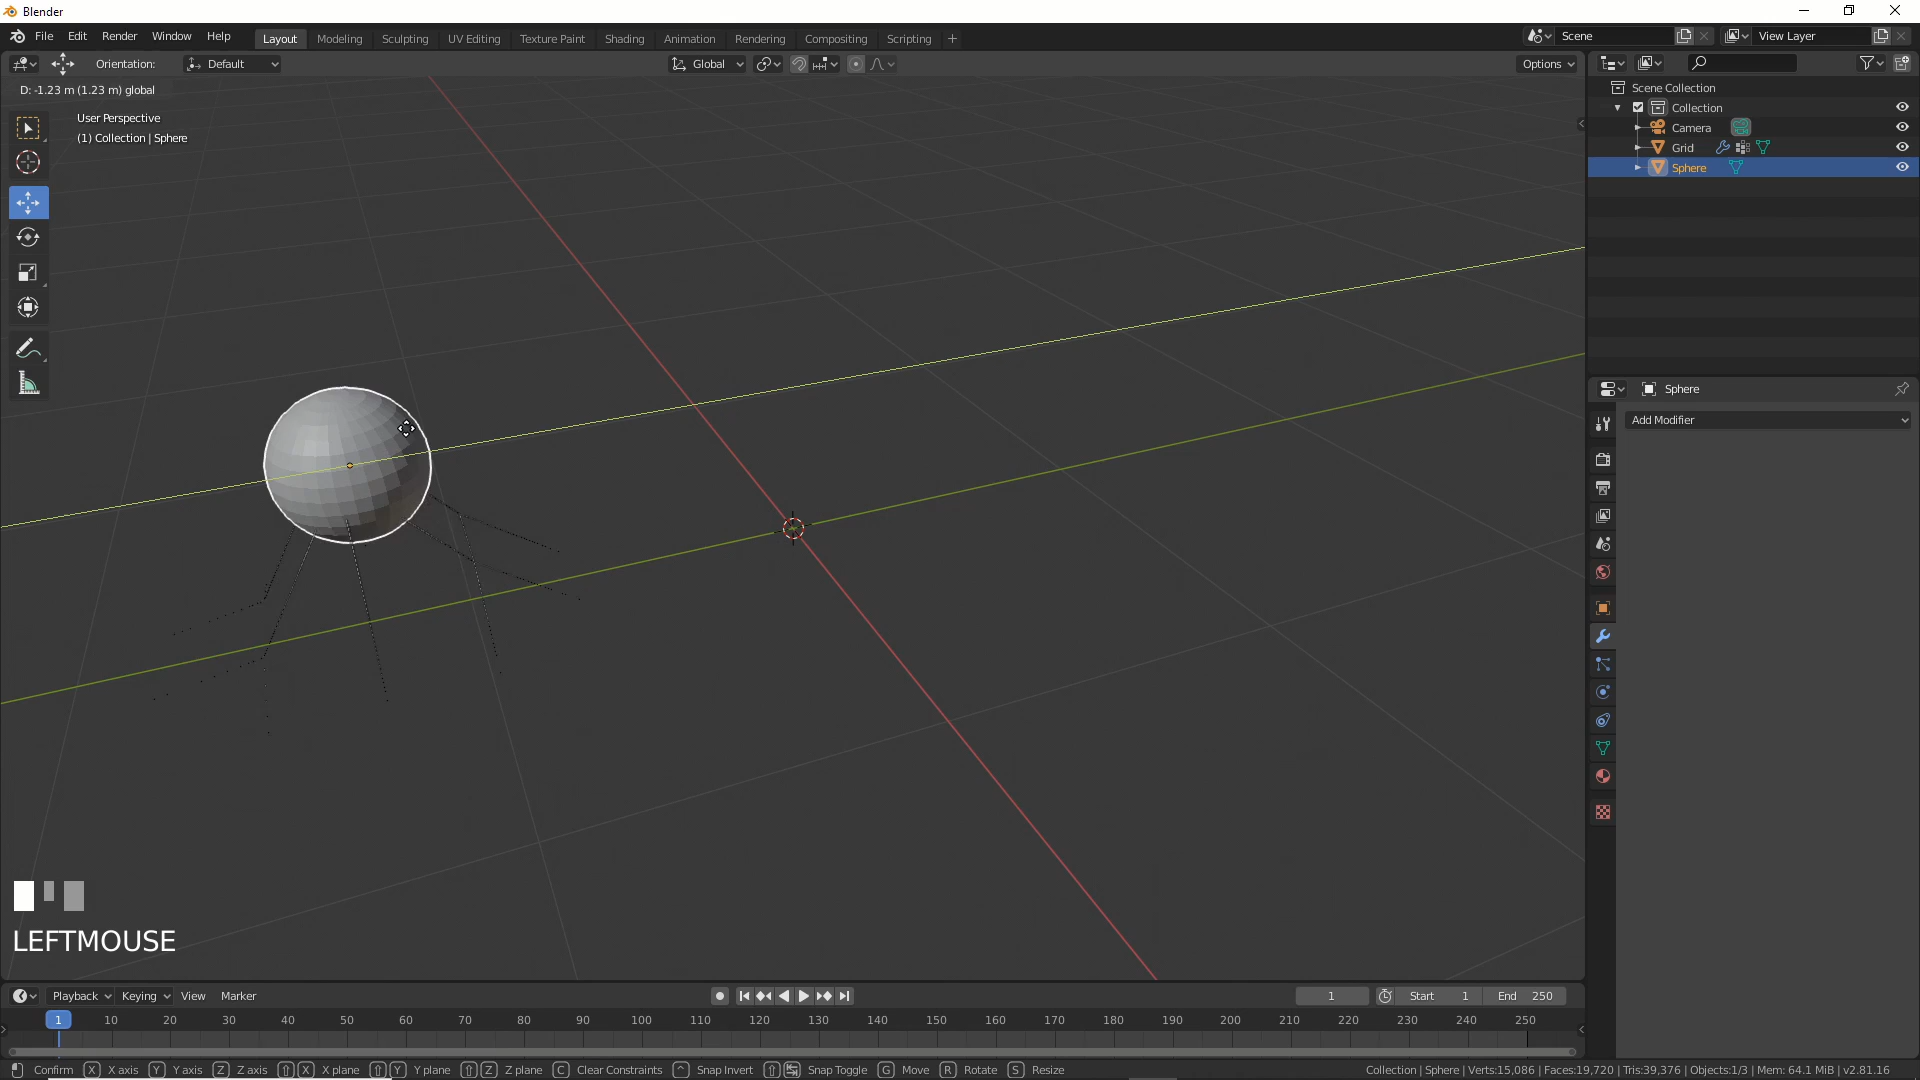 Blender
File Edit Render Window Help Layout Modeling Sculpting UV Editing Texture Paint Shading Animation Rendering Compositing Scripting + Scene View Layer
Orientation: Default Global Options
D: -1.23 m (1.23 m) global
User Perspective
(1) Collection | Sphere
Scene Collection
Collection
Camera
Grid
Sphere
Sphere
Add Modifier
LEFTMOUSE
Playback Keying View Marker 1 Start 1 End 250
1 10 20 30 40 50 60 70 80 90 100 110 120 130 140 150 160 170 180 190 200 210 220 230 240 250
Confirm X X axis Y Y axis Z Z axis X X plane Y Y plane Z Z plane C Clear Constraints ^ Snap Invert Snap Toggle G Move R Rotate S Resize Collection | Sphere | Verts:15,086 | Faces:19,720 | Tris:39,376 | Objects:1/3 | Mem: 64.1 MiB | v2.81.16